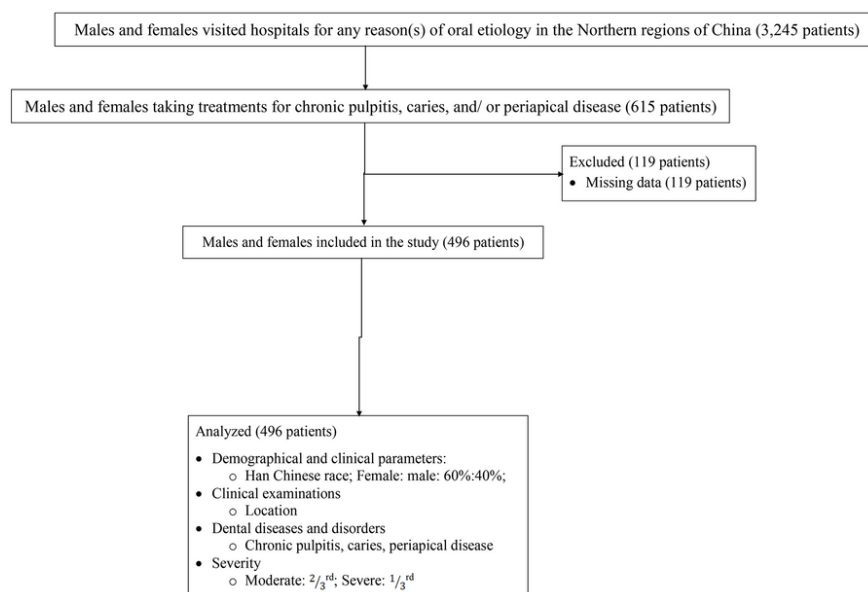 Males and females visited hospitals for any reason(s) of oral etiology in the Northern regions of China (3,245 patients)
Males and females taking treatments for chronic pulpitis, caries, and/ or periapical disease (615 patients)
Excluded (119 patients)
• Missing data (119 patients)
Males and females included in the study (496 patients)
Analyzed (496 patients)
• Demographical and clinical parameters:
o Han Chinese race; Female: male: 60%:40%;
• Clinical examinations
o Location
• Dental diseases and disorders
o Chronic pulpitis, caries, periapical disease
• Severity
o Moderate: 2/3rd; Severe: 1/3rd